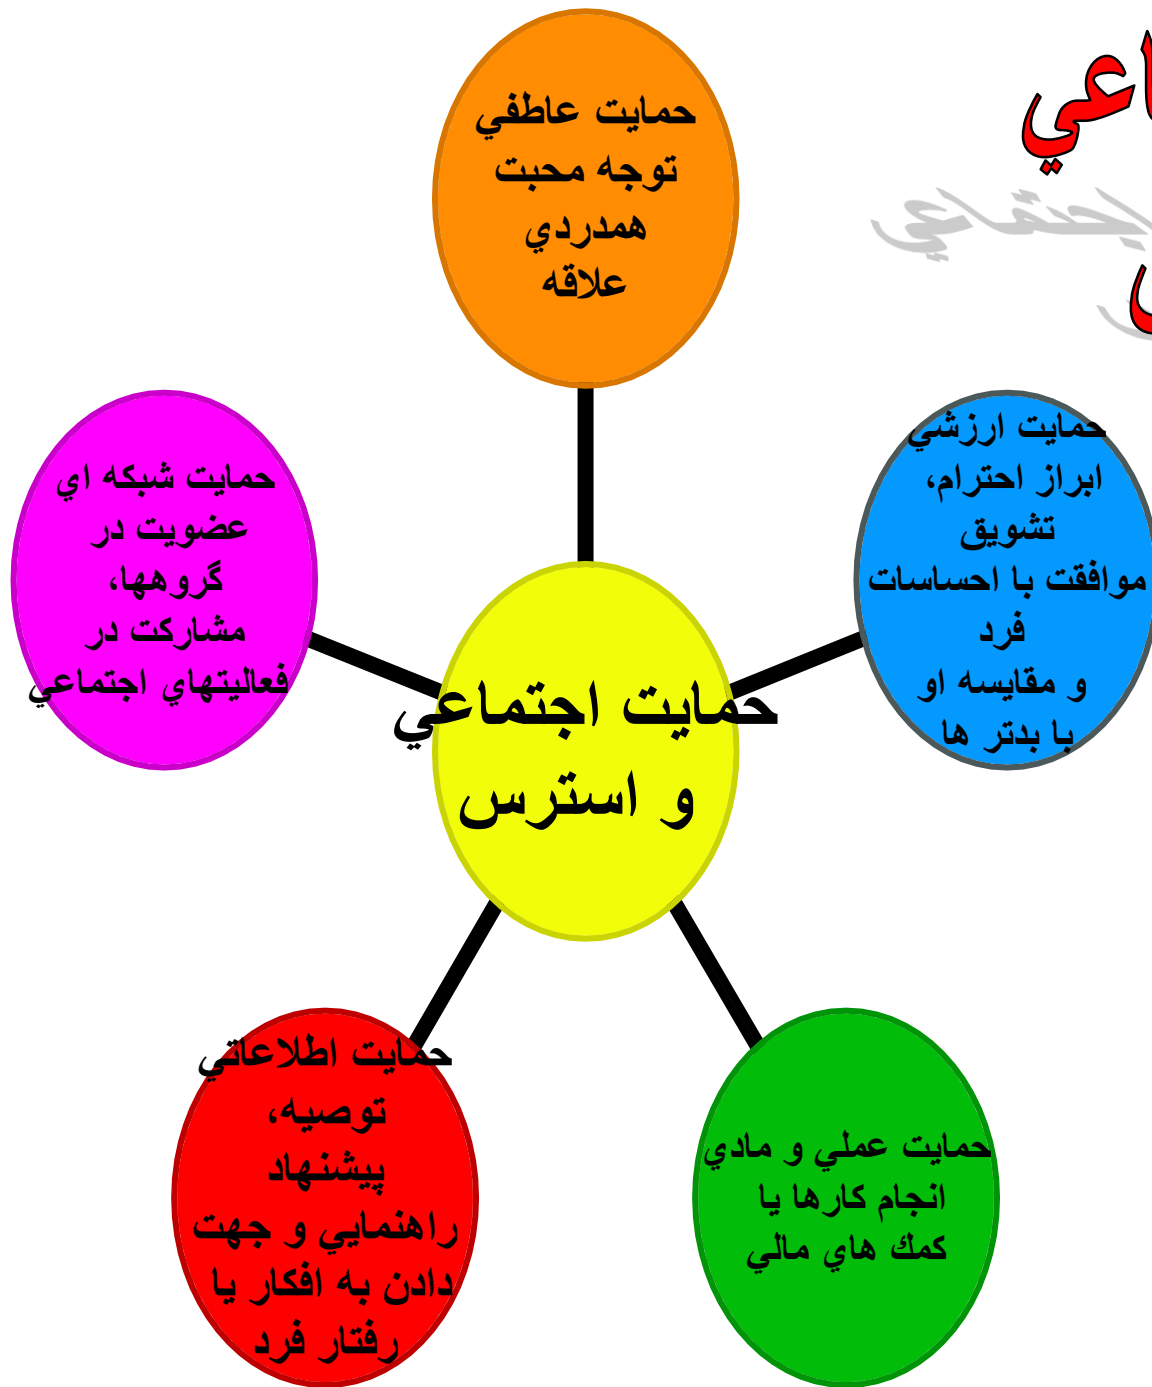 اجتماعي
حمايت عاطفي
توجه محبت
همدردي
علاقه
حمايت ارزشي
ابراز احترام،
تشويق
موافقت با احساسات
فرد
و مقايسه او
با بدتر ها
حمايت شبكه اي
عضويت در
گروهها،
مشاركت در
فعاليتهاي اجتماعي
حمايت اجتماعي
و استرس
حمايت عملي و مادي
انجام كارها يا
كمك هاي مالي
حمايت اطلاعاتي
توصيه،
پيشنهاد
راهنمايي و جهت
دادن به افكار يا
رفتار فرد